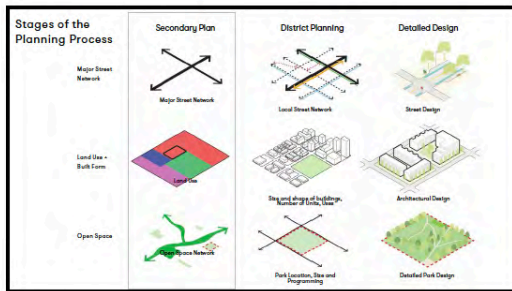 Stages of the
Planning Process
Secondary Plan
District Planning
Detailed Design
Major Street
Network
Major Street Network
Local Street Network
Street Design
Land Use +
Built Form
Land Use
Size and shape of buildings,
Number of Units, Uses
Architectural Design
Open Space
Open Space Network
Park Location, Size and
Programming
Detailed Park Design